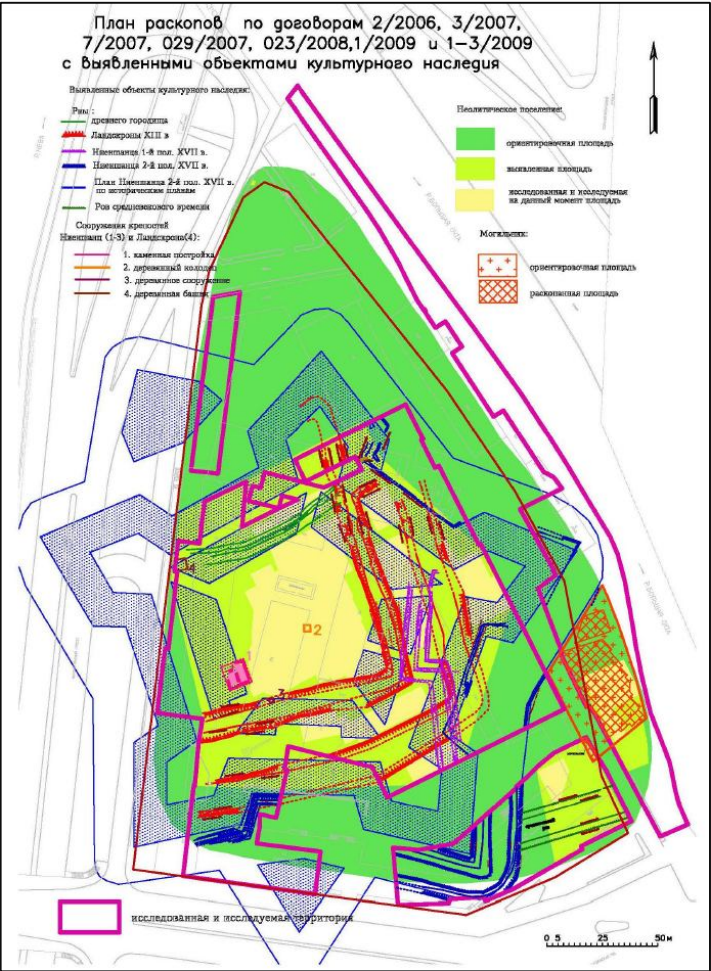 План раскопов по договорам 2/2006, 3/2007,
7/2007, 029/2007, 023/2008,1/2009 и 1-3/2009
с выявленными объектами культурного наследия
Выявленные объекты культурного наследия:
Рвы :
древнего городища
Ландскроны XIII в
Ниеншанца 1-й пол. XVII в.
Ниеншанца 2-й пол. XVII в.
План Ниеншанца 2-й пол. XVII в.
по историческим планам
Ров средневекового времени
Сооружения крепостей
Ниеншанц (1-3) и Ландскрона(4):
1. каменная постройка
2. деревянный колодец
3. деревянное сооружение
4. деревянная башня
Неолитическое поселение:
ориентировочная площадь
выявленная площадь
исследованная и исследуемая
на данный момент площадь
Могильник:
ориентировочная площадь
раскопанная площадь
2
3
исследованная и исследуемая территория
0 5 25 50м